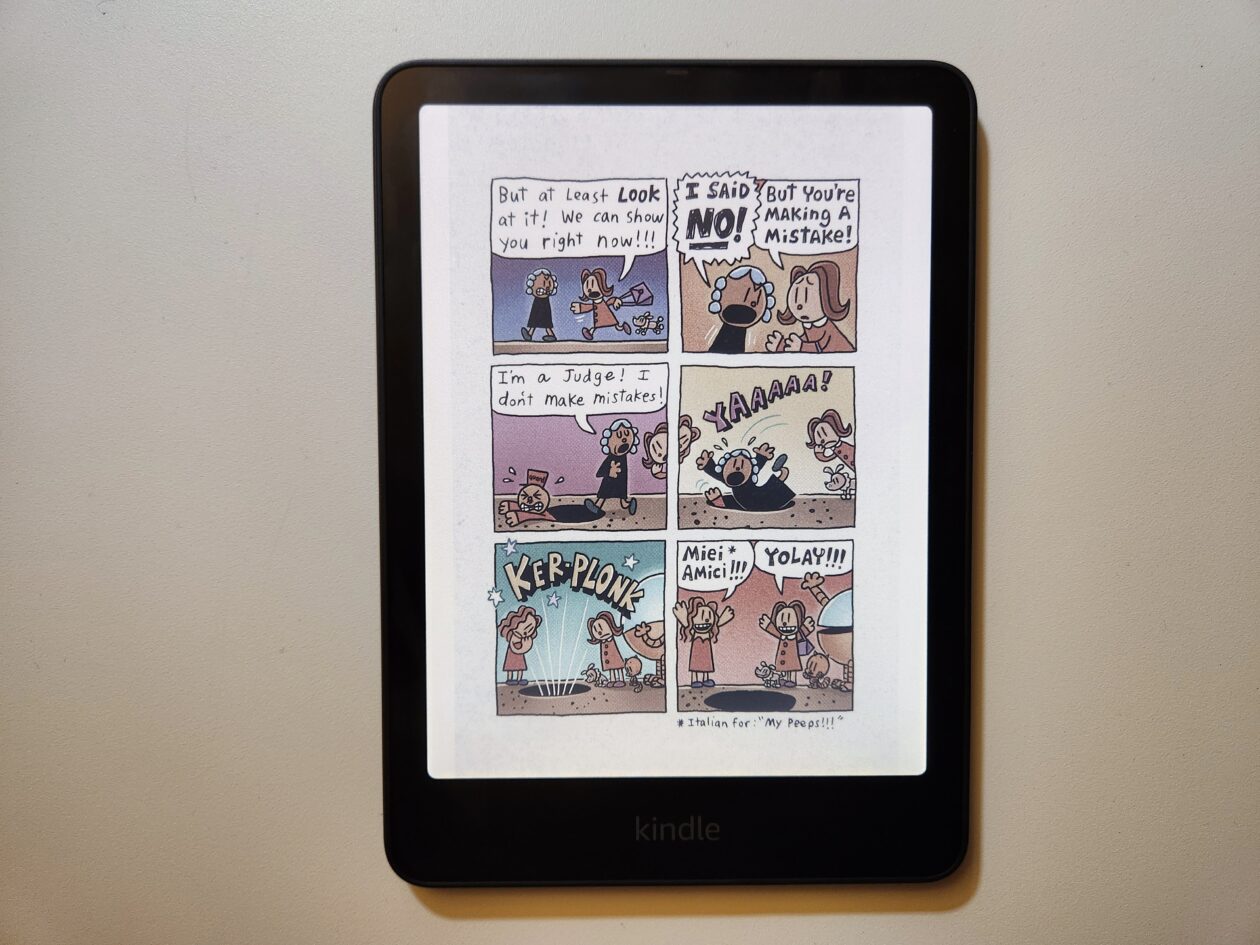 But at Least LOOK
at it! We can show
you right now!!!
I SAiD
NO!
BUT YOU're
MAKiNG A
MiSTAKe!
I'm a Judge! I
don't make mistakes!
YAAAAAA!
KER-PLONK
Miei*
AMiCi!!!
YOLAY!!!
* Italian for: "My Peeps!!!"
kindle